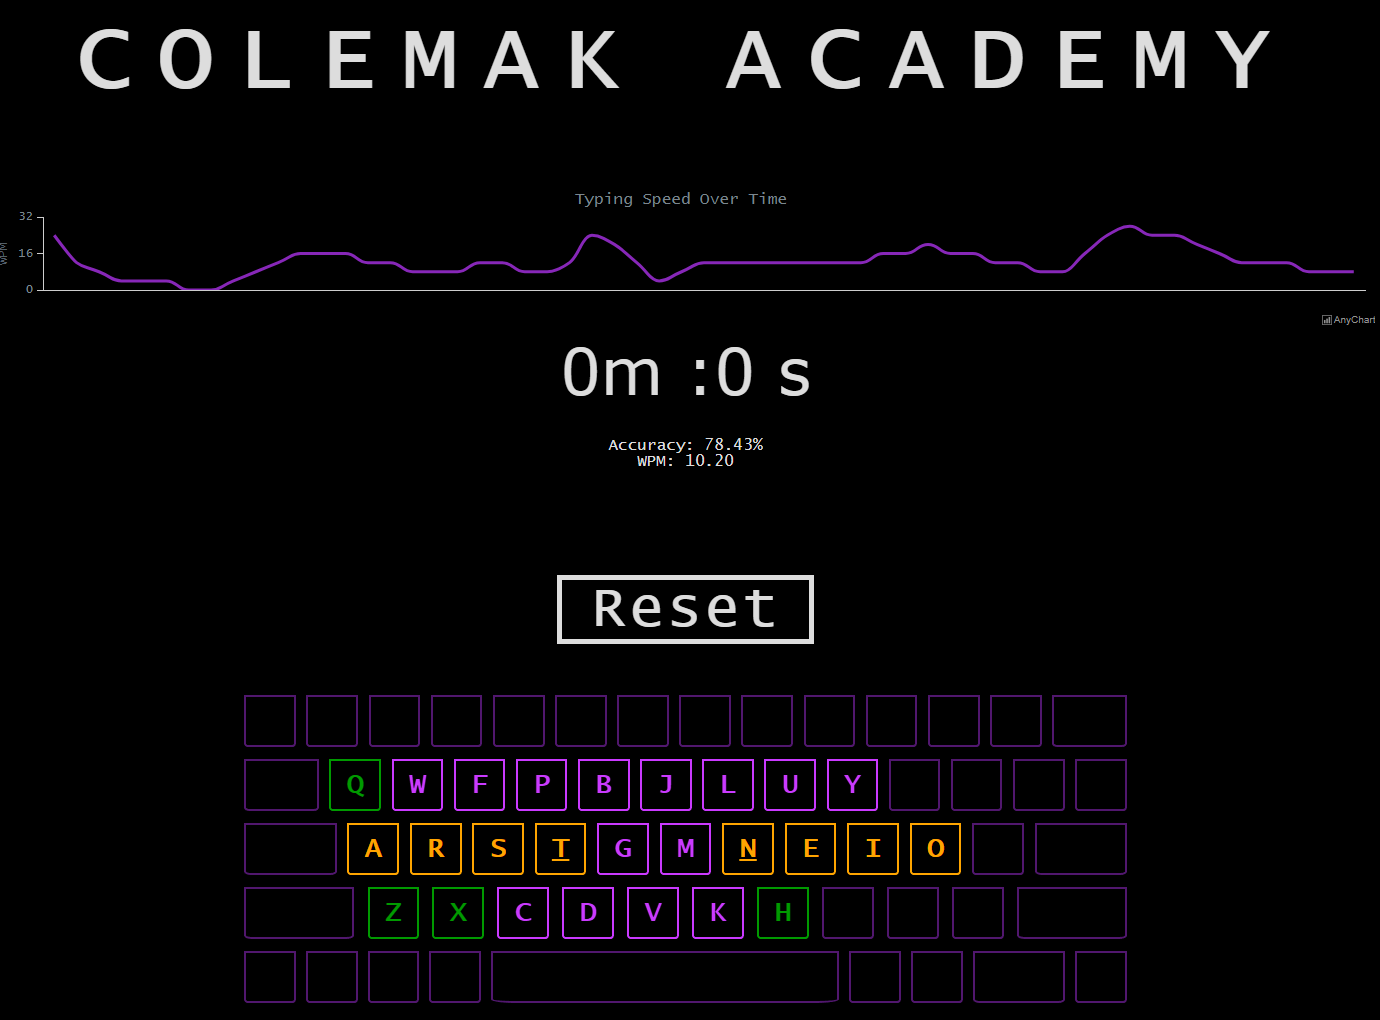 COLEMAK ACADEMY
Typing Speed Over Time
32
16
0
WPM
AnyChart
0m :0 s
Accuracy: 78.43%
WPM: 10.20
Reset
Q W F P B J L U Y
A R S T G M N E I O
Z X C D V K H